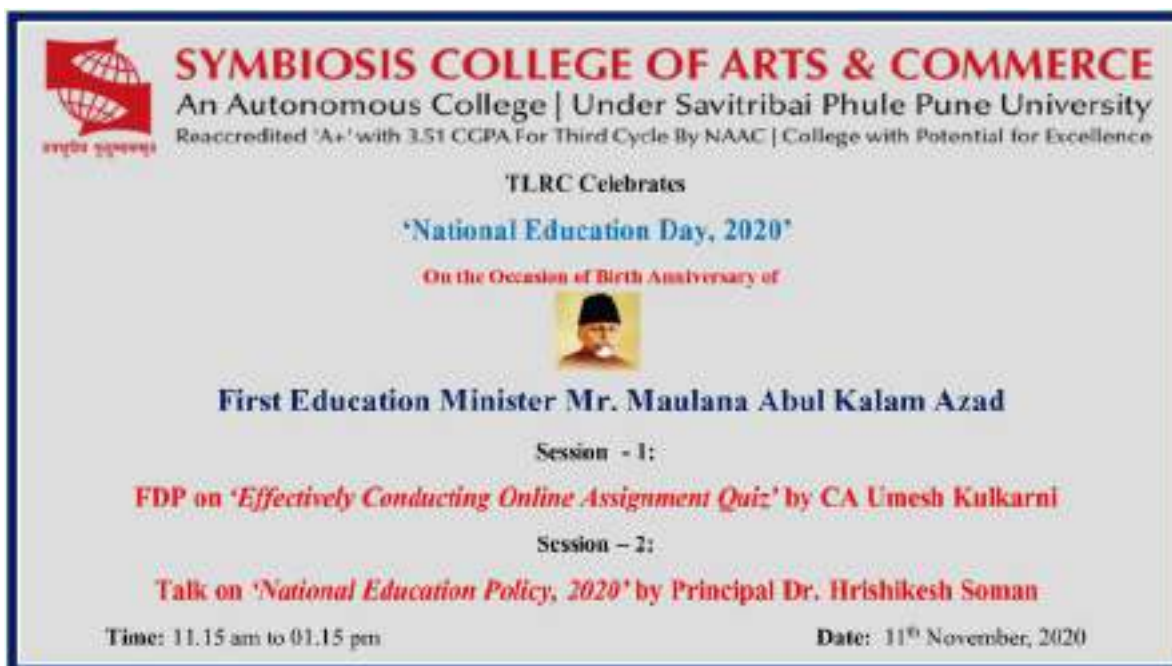 SYMBIOSIS COLLEGE OF ARTS & COMMERCE
An Autonomous College | Under Savitribai Phule Pune University
Reaccredited 'A+' with 3.51 CGPA For Third Cycle By NAAC | College with Potential for Excellence
TLRC Celebrates
'National Education Day, 2020'
On the Occasion of Birth Anniversary of
First Education Minister Mr. Maulana Abul Kalam Azad
Session - 1:
FDP on 'Effectively Conducting Online Assignment Quiz' by CA Umesh Kulkarni
Session – 2:
Talk on 'National Education Policy, 2020' by Principal Dr. Hrishikesh Soman
Time: 11.15 am to 01.15 pm Date: 11th November, 2020